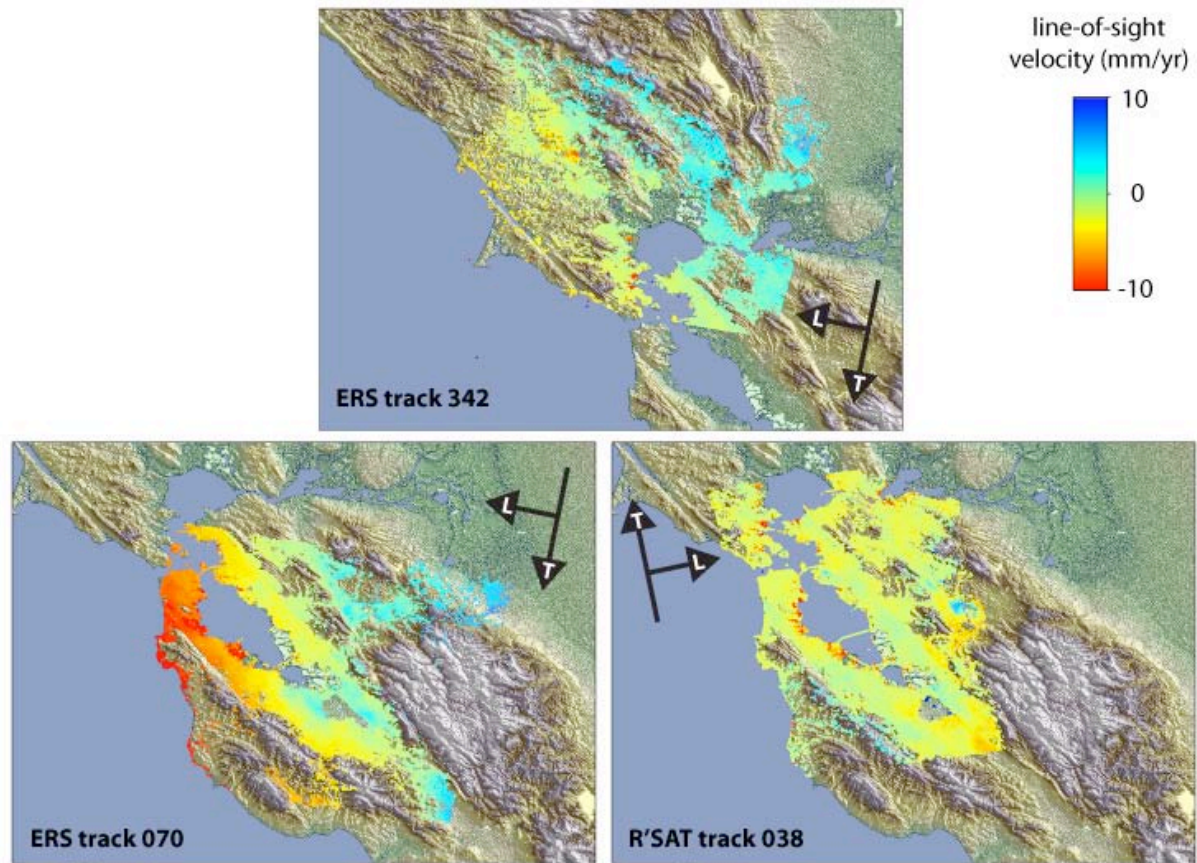 line-of-sight
velocity (mm/yr)
10
0
-10
L
T
ERS track 342
L
T
ERS track 070
T
L
R'SAT track 038